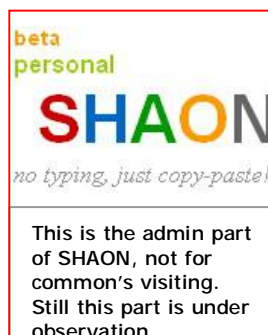 beta
personal
SHAON
no typing, just copy-paste!
This is the admin part
of SHAON, not for
common's visiting.
Still this part is under
observation